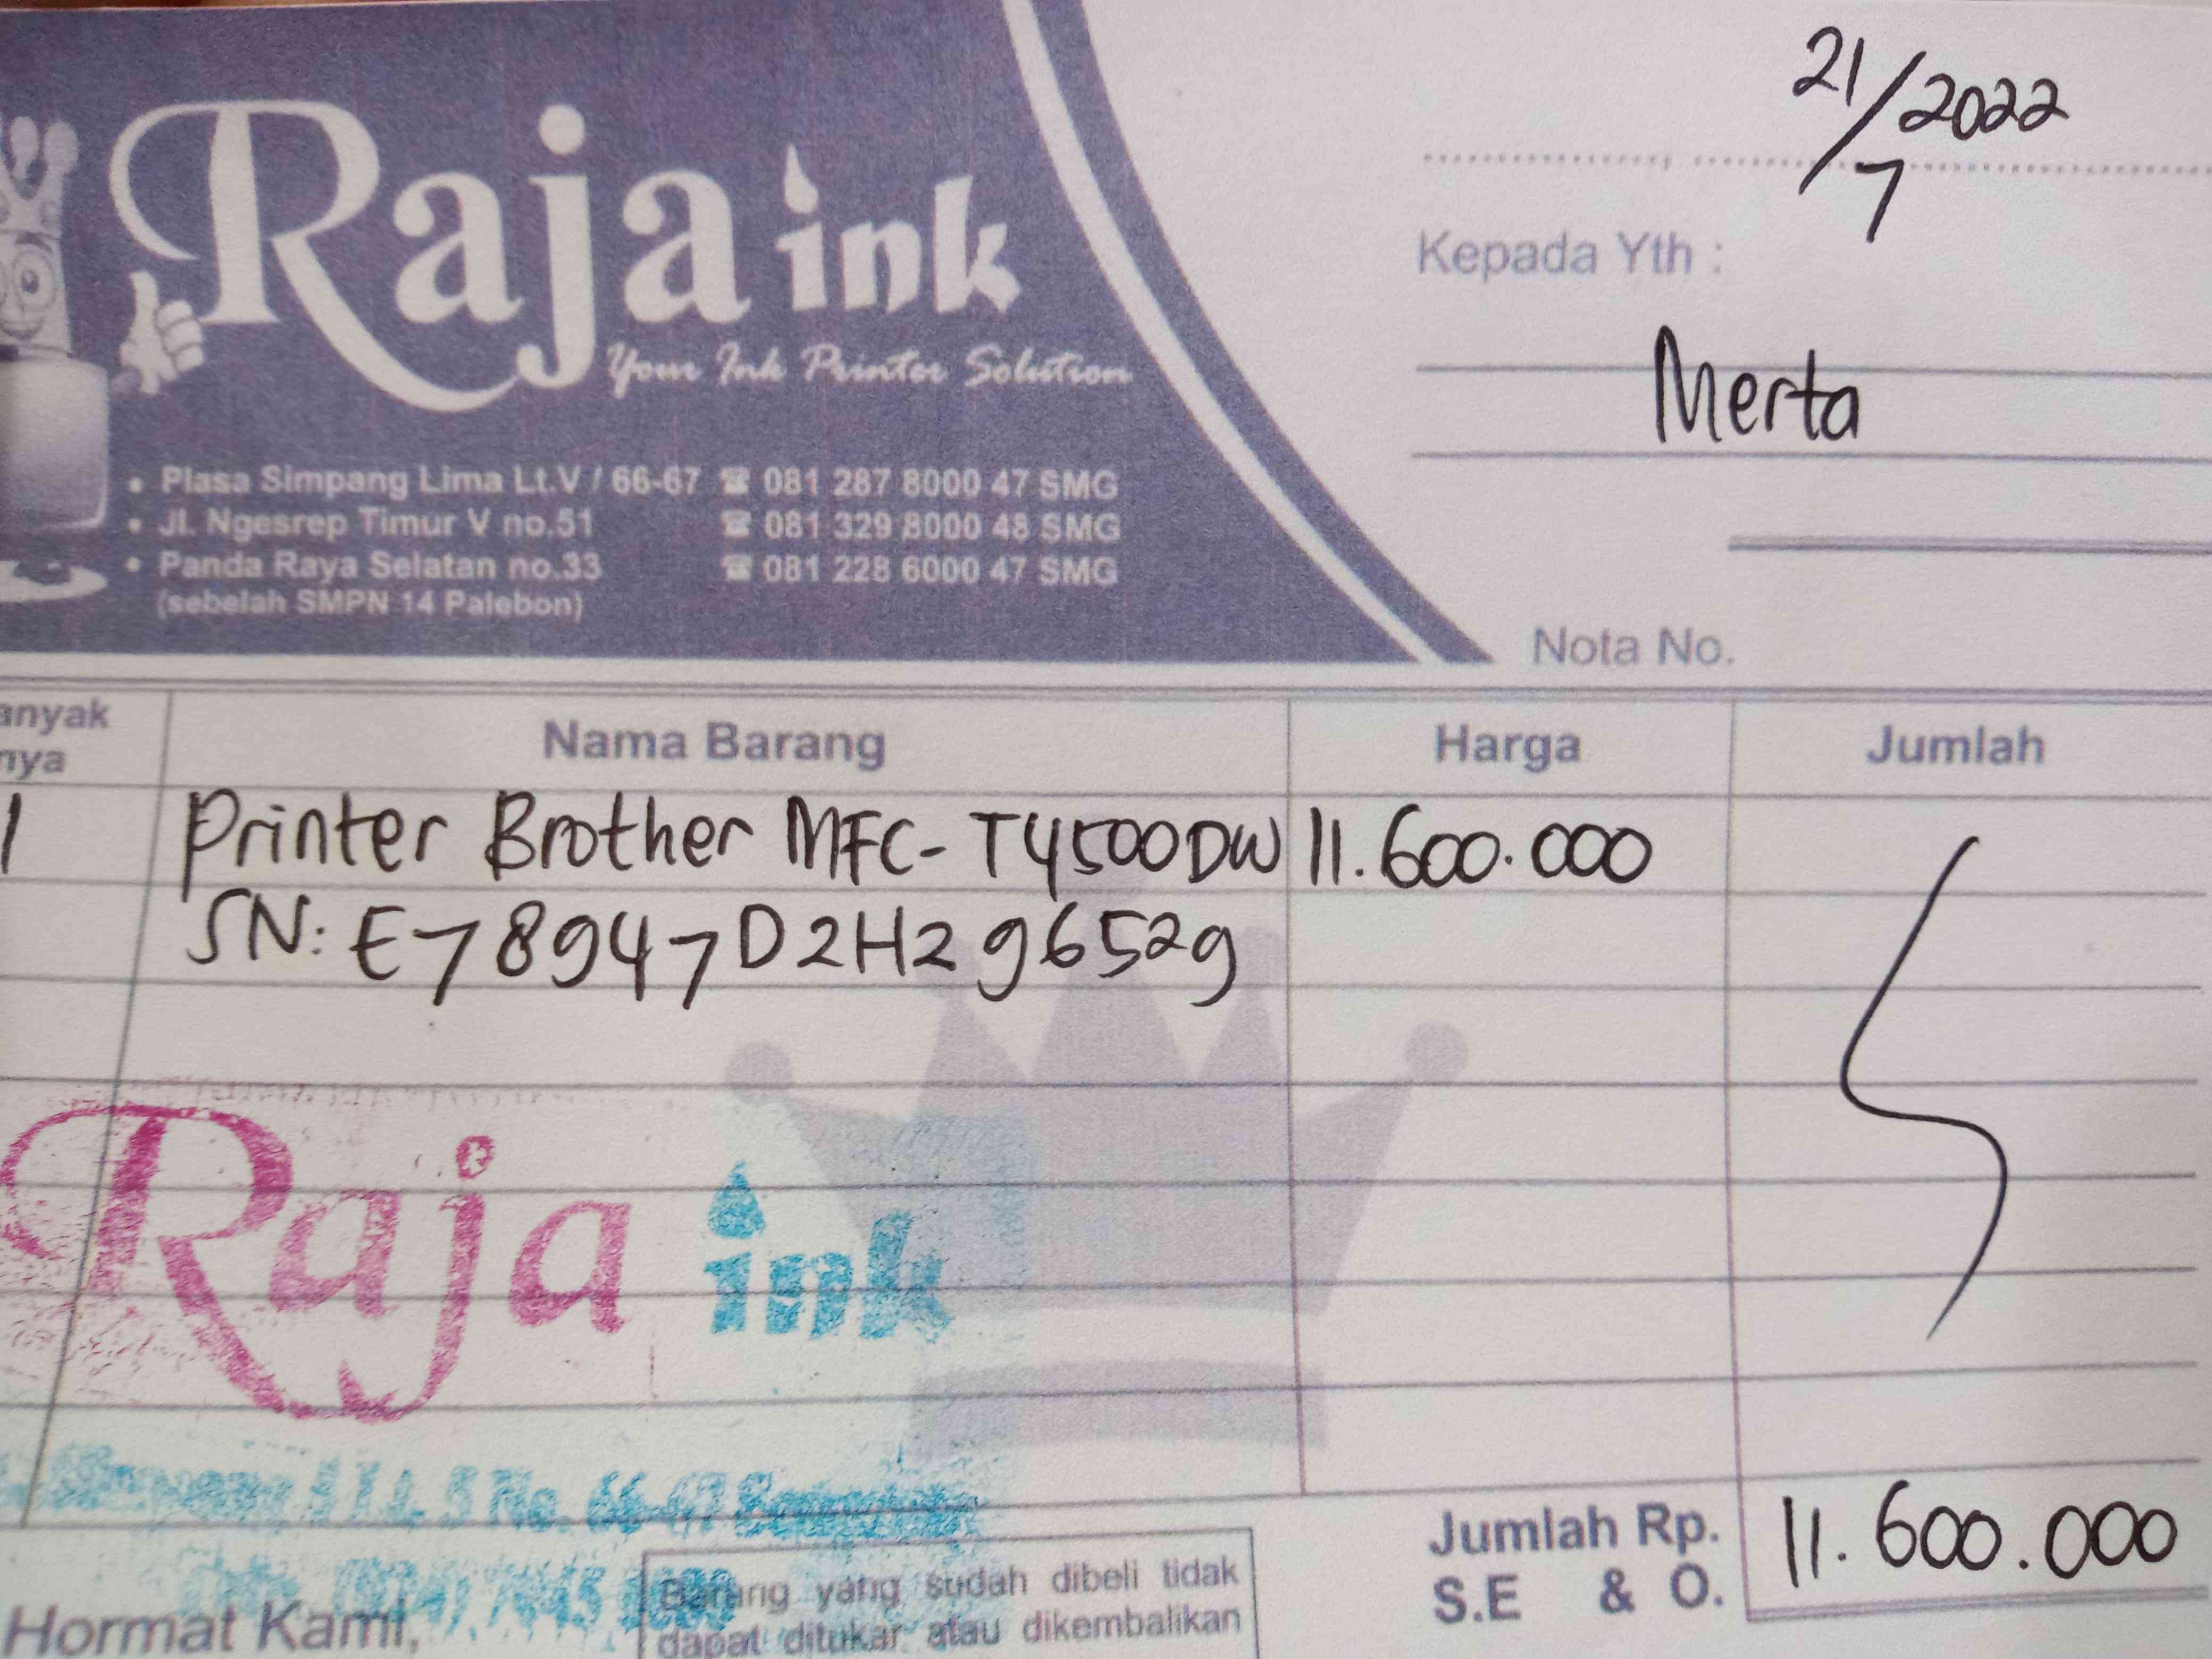 Raja ink
Your Ink Printer Solution
• Plasa Simpang Lima Lt.V / 66-67 ☎ 081 287 8000 47 SMG
• Jl. Ngesrep Timur V no.51 ☎ 081 329 8000 48 SMG
• Panda Raya Selatan no.33 ☎ 081 228 6000 47 SMG
(sebelah SMPN 14 Palebon)
21/7 2022
Kepada Yth :
Merta
Nota No.
anyak nya Nama Barang Harga Jumlah
1 Printer Brother MFC-T4500DW 11.600.000
SN: E78947D2H296529
Raja ink
No. 66-67
Jumlah Rp. 11.600.000
S.E & O.
Hormat Kami,
Barang yang sudah dibeli tidak
dapat ditukar atau dikembalikan